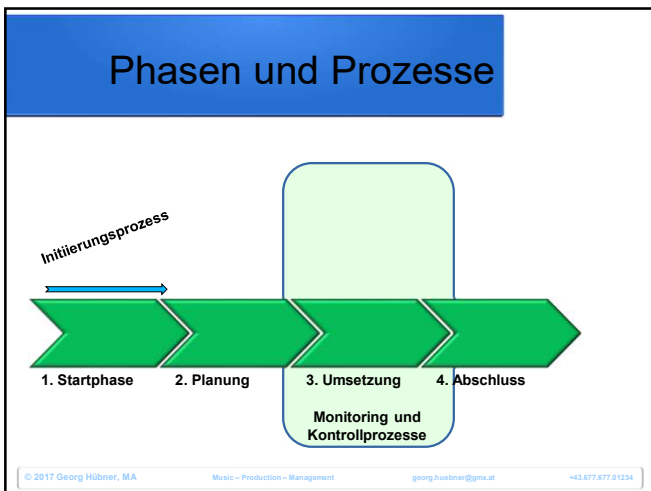 Phasen und Prozesse
Initiierungsprozess
1. Startphase 2. Planung 3. Umsetzung 4. Abschluss
Monitoring und
Kontrollprozesse
© 2017 Georg Hübner, MA Music – Production – Management georg.huebner@gmx.at +43.677.677.01234